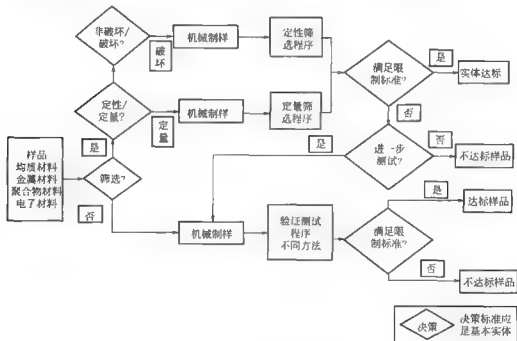 非破坏/
破坏?
破
坏
机械制样
定性筛
选程序
满足限
制标准?
是
实体达标
定性/
定量?
定
量
机械制样
定量筛
选程序
否
是
是
进一步
测试?
否
不达标样品
样品
均质材料
金属材料
聚合物材料
电子材料
筛选?
否
机械制样
验证测试
程序
不同方法
满足限
制标准?
是
达标样品
否
不达标样品
决策
决策标准应
是基本实体